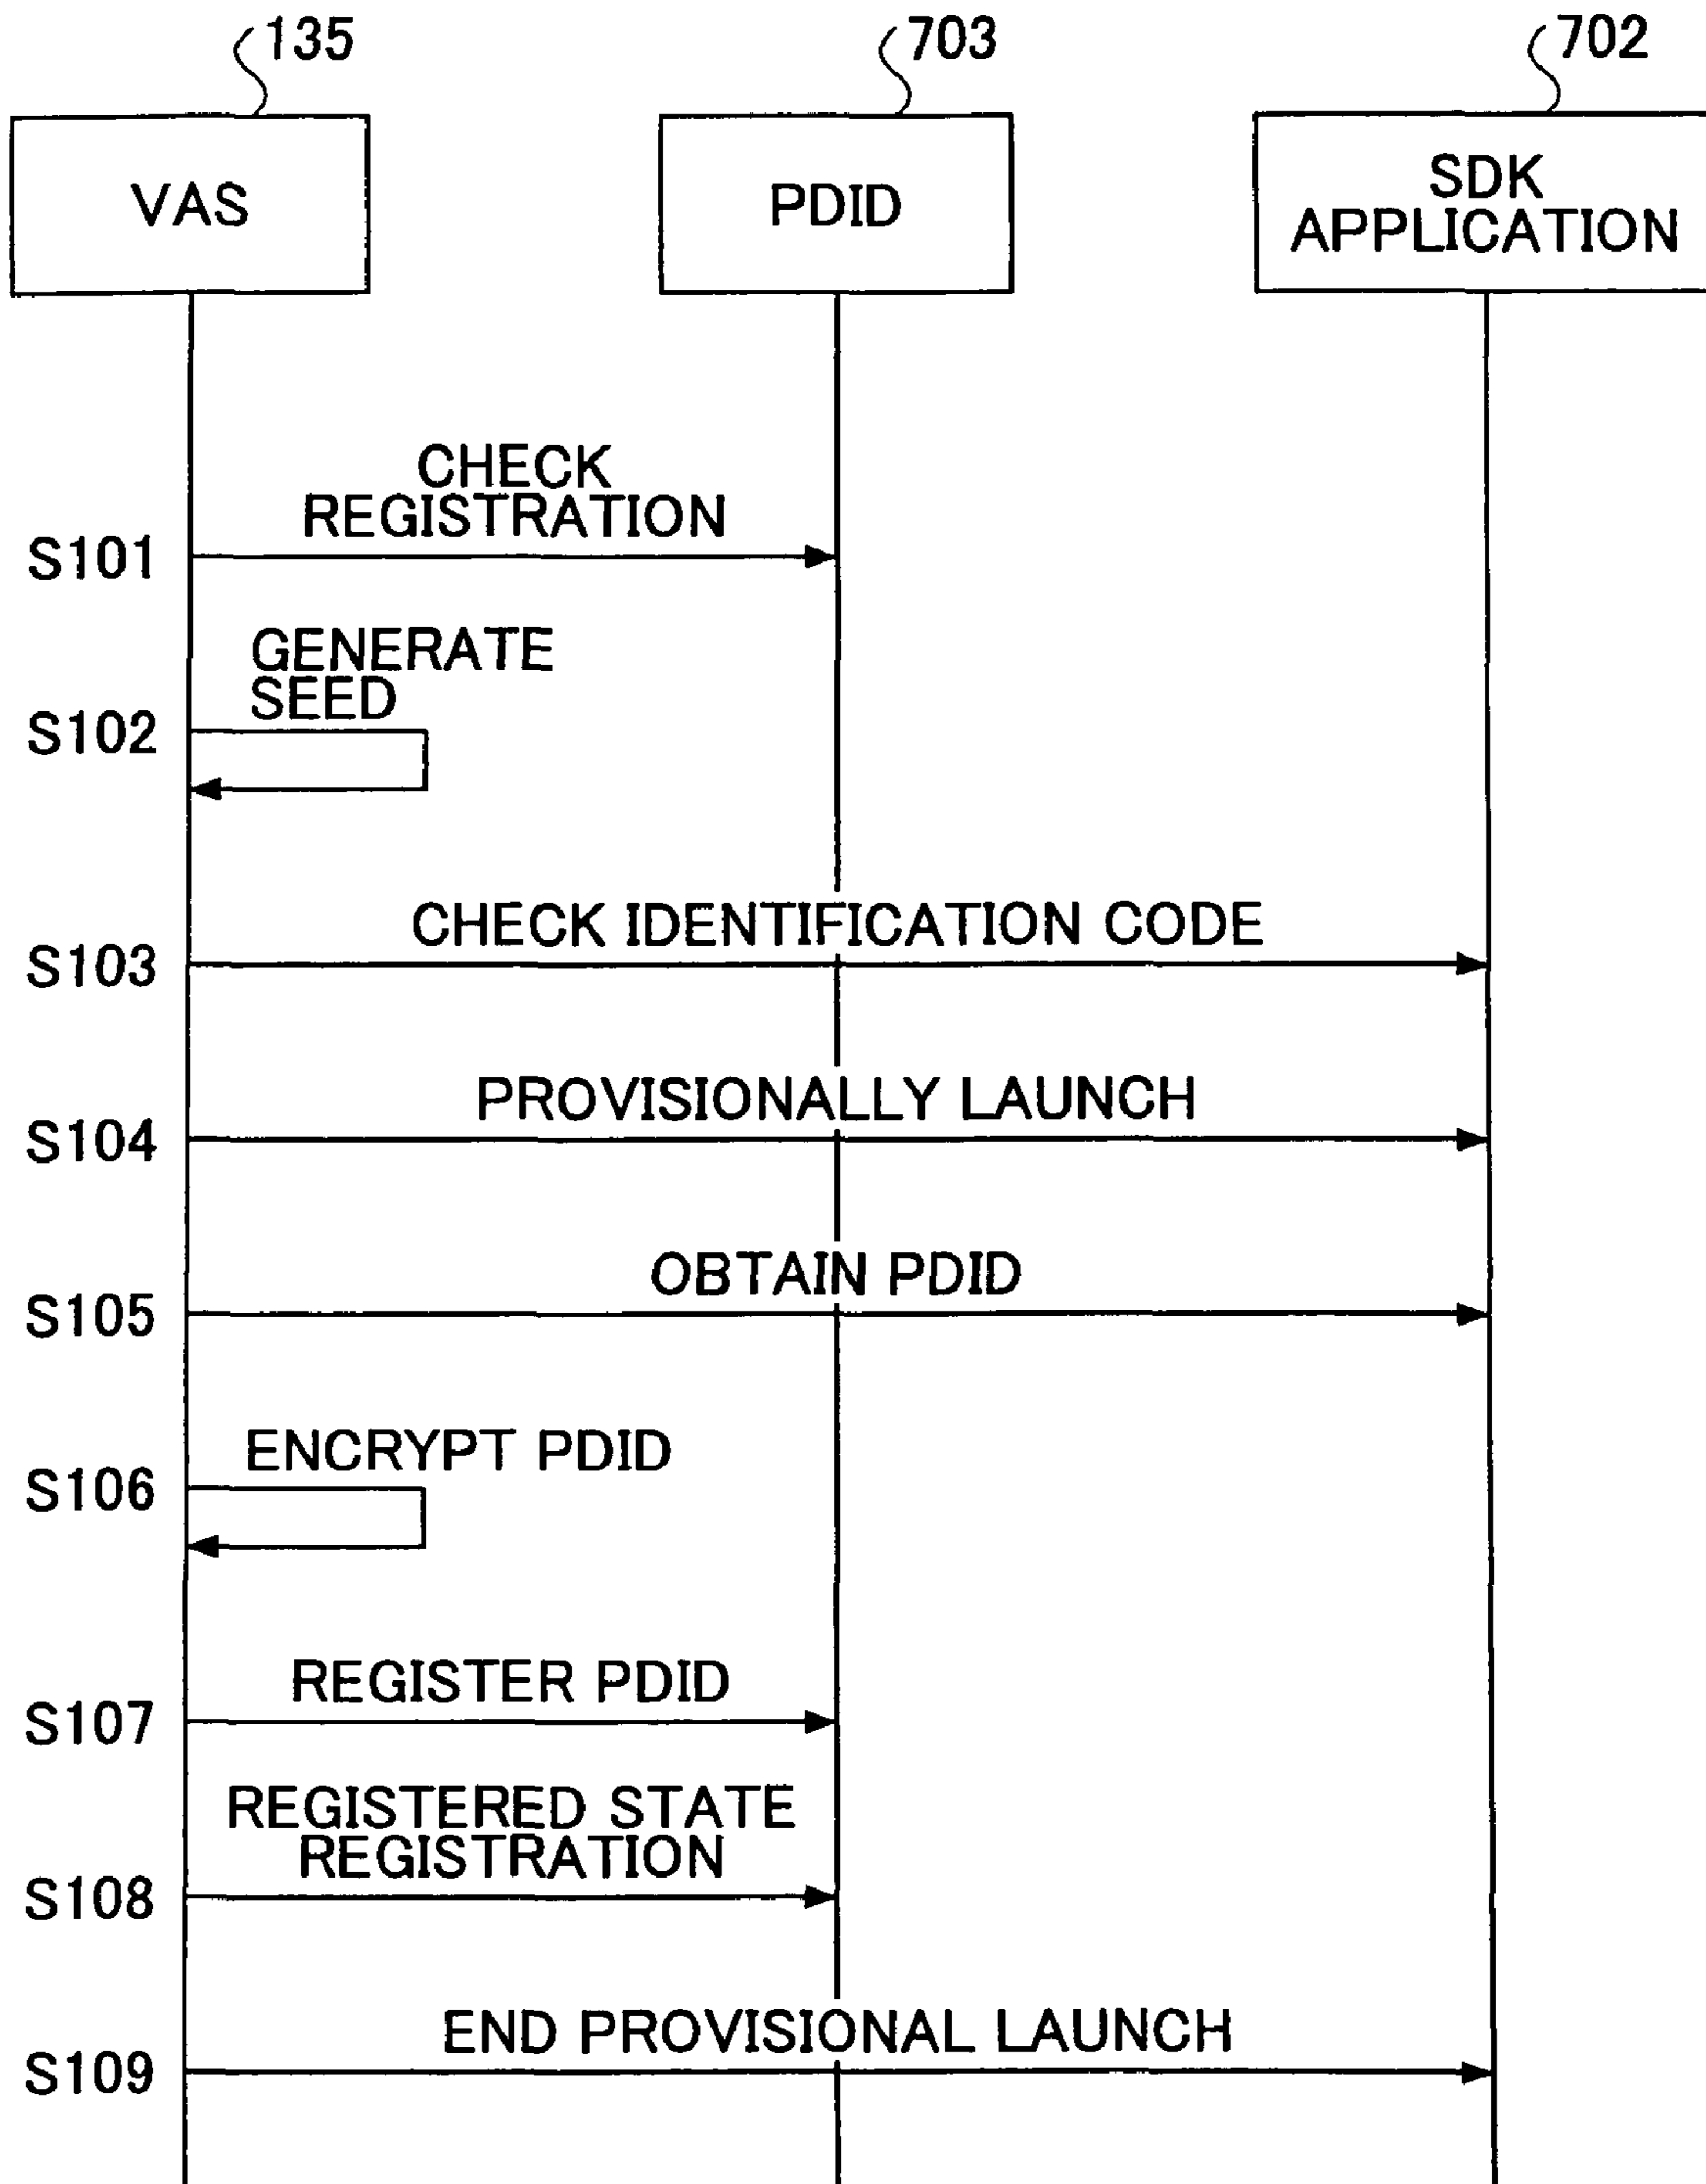 135
703
702
VAS
PDID
SDK
APPLICATION
CHECK
REGISTRATION
S101
GENERATE
SEED
S102
CHECK IDENTIFICATION CODE
S103
PROVISIONALLY LAUNCH
S104
OBTAIN PDID
S105
ENCRYPT PDID
S106
REGISTER PDID
S107
REGISTERED STATE
REGISTRATION
S108
END PROVISIONAL LAUNCH
S109